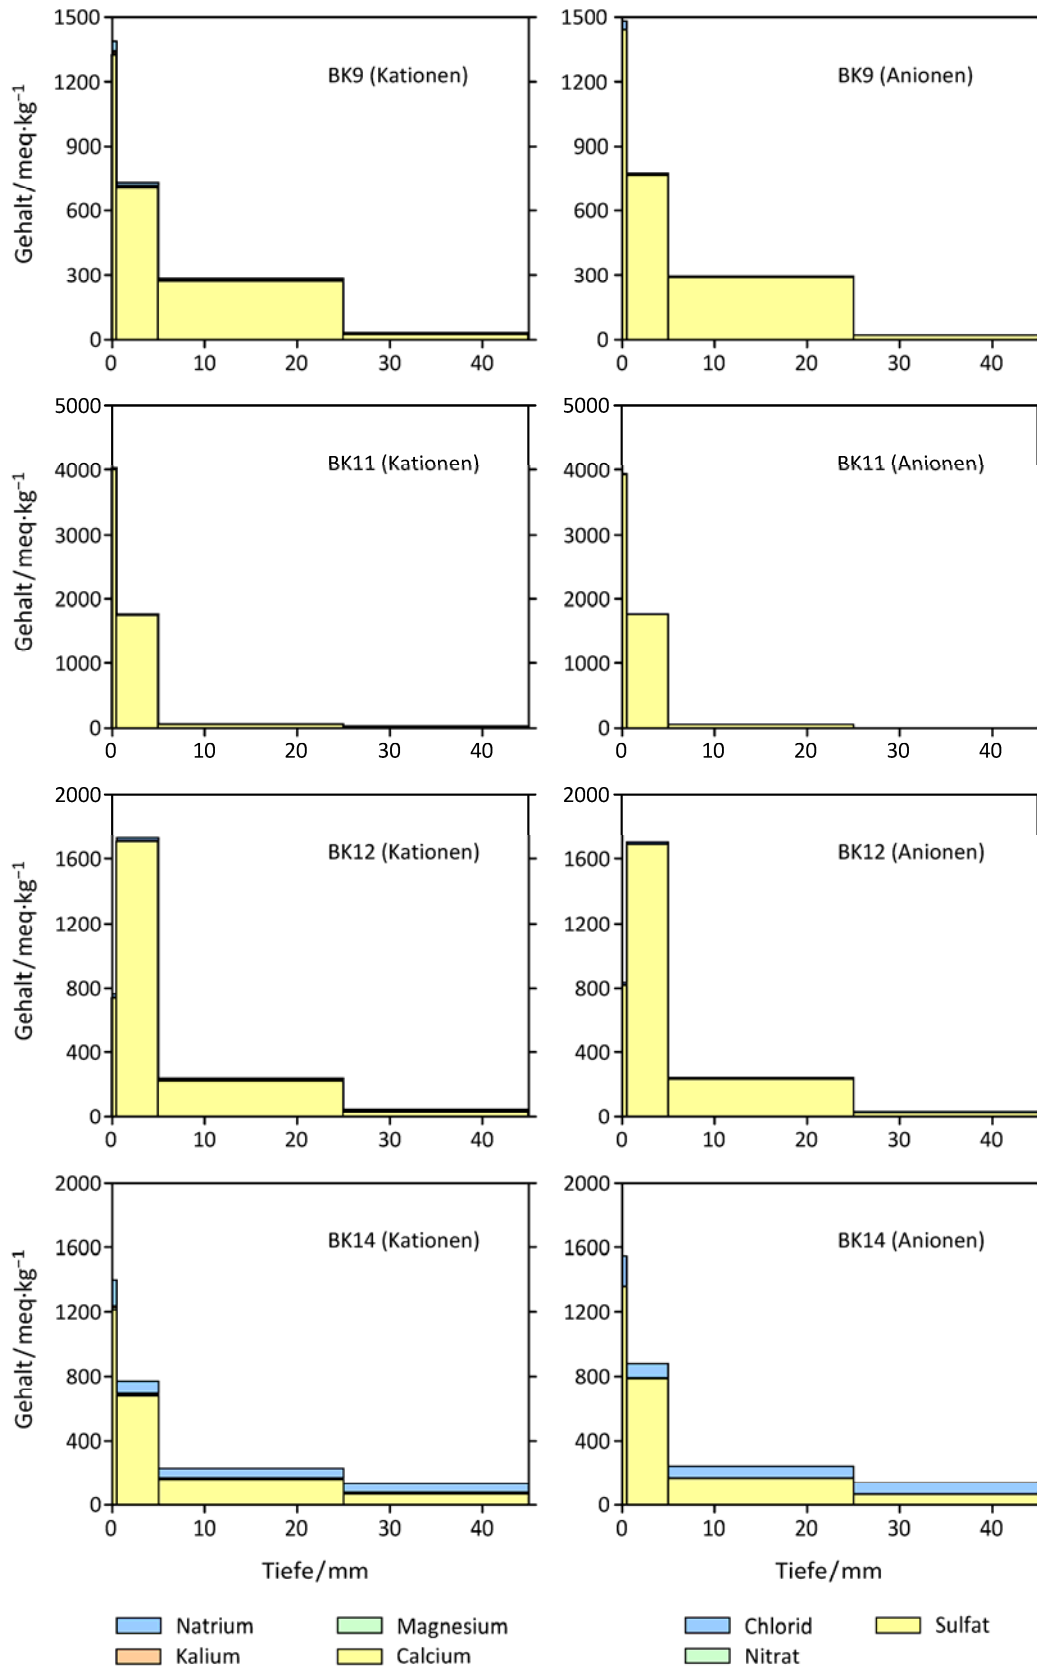 1500
1200
900
600
300
0
Gehalt/meq·kg⁻¹
BK9 (Kationen)
0 10 20 30 40
1500
1200
900
600
300
0
BK9 (Anionen)
0 10 20 30 40
5000
4000
3000
2000
1000
0
Gehalt/meq·kg⁻¹
BK11 (Kationen)
0 10 20 30 40
5000
4000
3000
2000
1000
0
BK11 (Anionen)
0 10 20 30 40
2000
1600
1200
800
400
0
Gehalt/meq·kg⁻¹
BK12 (Kationen)
0 10 20 30 40
2000
1600
1200
800
400
0
BK12 (Anionen)
0 10 20 30 40
2000
1600
1200
800
400
0
Gehalt/meq·kg⁻¹
BK14 (Kationen)
0 10 20 30 40
Tiefe/mm
2000
1600
1200
800
400
0
BK14 (Anionen)
0 10 20 30 40
Tiefe/mm
Natrium
Magnesium
Kalium
Calcium
Chlorid
Sulfat
Nitrat